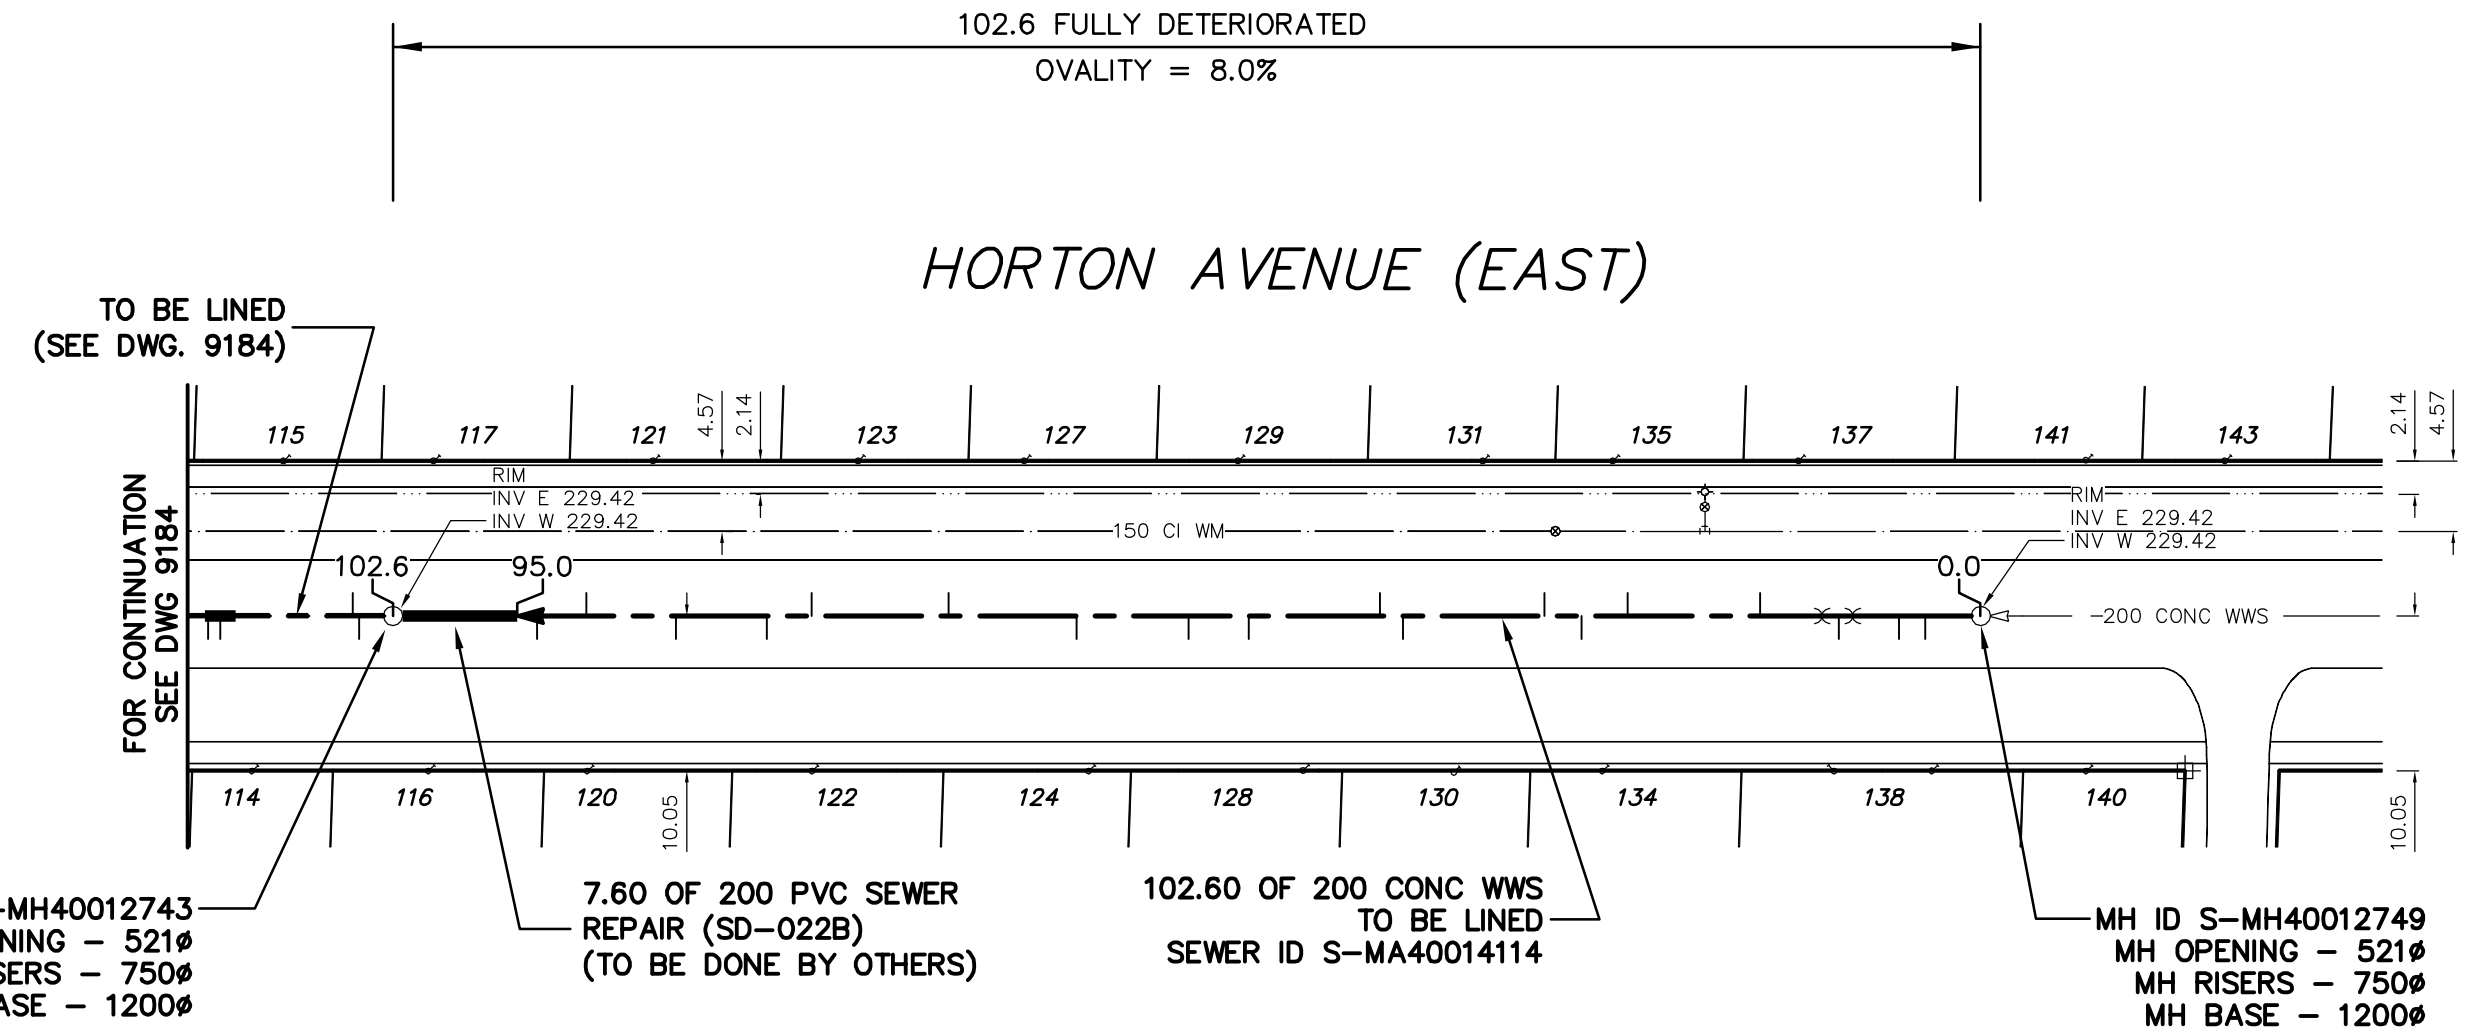 102.6 FULLY DETERIORATED
OVALITY = 8.0%
HORTON AVENUE (EAST)
TO BE LINED
(SEE DWG. 9184)
115
117
121
4.57
2.14
123
127
129
131
135
137
141
143
2.14
4.57
FOR CONTINUATION
SEE DWG 9184
RIM
INV E 229.42
INV W 229.42
150 CI WM
RIM
INV E 229.42
INV W 229.42
102.6
95.0
0.0
200 CONC WWS
114
116
120
10.05
122
124
128
130
134
138
140
10.05
-MH40012743
NING - 521ø
SERS - 750ø
ASE - 1200ø
7.60 OF 200 PVC SEWER
REPAIR (SD-022B)
(TO BE DONE BY OTHERS)
102.60 OF 200 CONC WWS
TO BE LINED
SEWER ID S-MA40014114
MH ID S-MH40012749
MH OPENING - 521ø
MH RISERS - 750ø
MH BASE - 1200ø